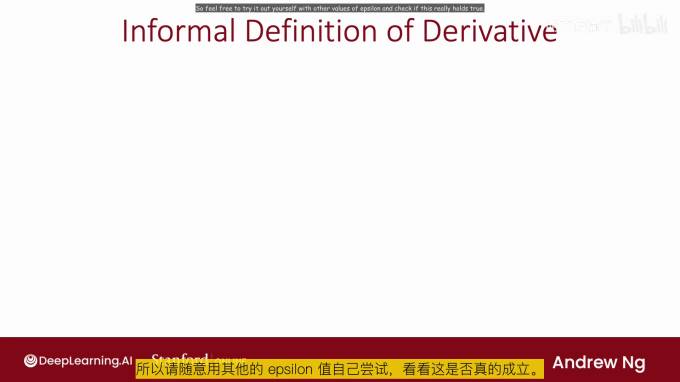 So feel free to try it out yourself with other values of epsilon and check if this really holds true.
Informal Definition of Derivative
bilibili
DeepLearning.AI
Stanford
Andrew Ng
所以请随意用其他的 epsilon 值自己尝试，看看这是否真的成立。